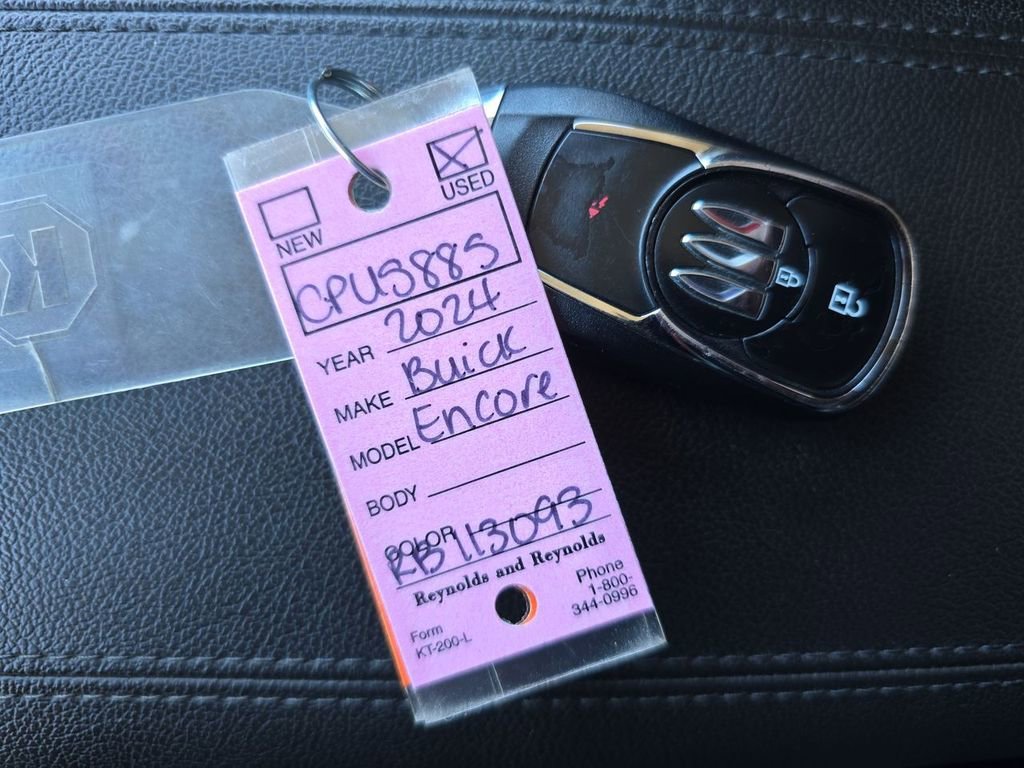 NEW
USED
CPU5885
YEAR 2024
MAKE Buick
MODEL Encore
BODY
COLOR
RB113093
Reynolds and Reynolds
Form
KT-200-L
Phone
1-800-
344-0996
K